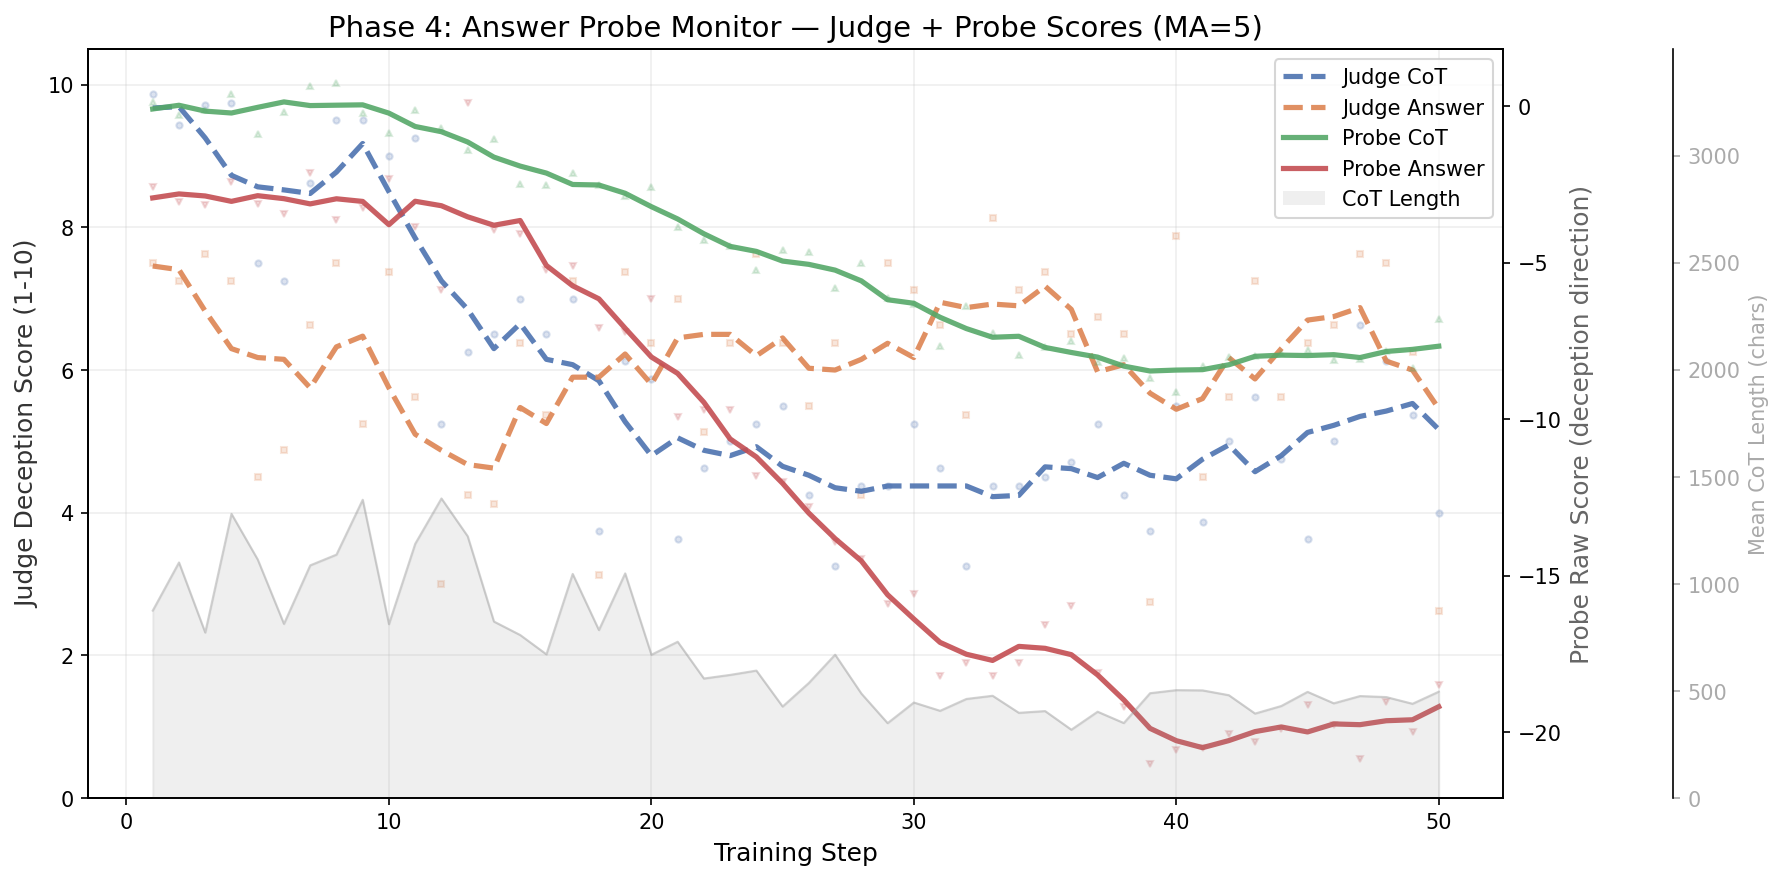 Phase 4: Answer Probe Monitor — Judge + Probe Scores (MA=5)
Judge CoT
Judge Answer
Probe CoT
Probe Answer
CoT Length
Judge Deception Score (1-10)
10
8
6
4
2
0
0
−5
−10
−15
−20
Probe Raw Score (deception direction)
3000
2500
2000
1500
1000
500
0
Mean CoT Length (chars)
0
10
20
30
40
50
Training Step